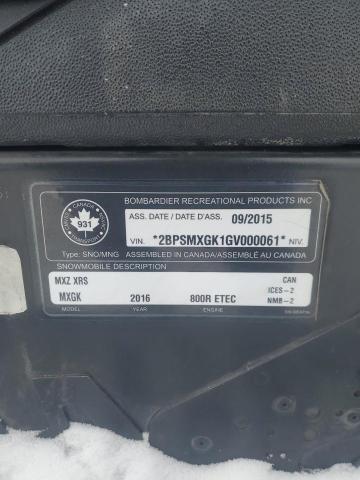 BOMBARDIER RECREATIONAL PRODUCTS INC
CANADA
931
TRANSPORT
ASS. DATE / DATE D'ASS. 09/2015
VIN. *2BPSMXGK1GV000061* NIV.
Type: SNO/MNG ASSEMBLED IN CANADA/ASSEMBLÉ AU CANADA
SNOWMOBILE DESCRIPTION
MXZ XRS CAN
ICES-2
MXGK 2016 800R ETEC NMB-2
MODEL YEAR ENGINE